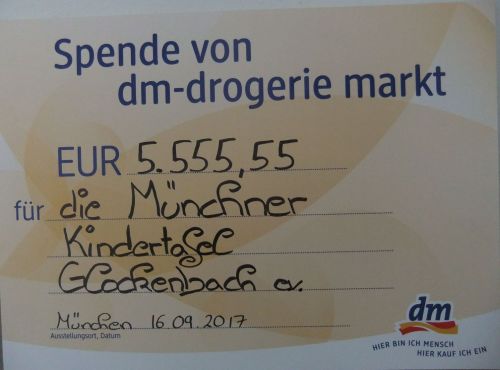 Spende von
dm-drogerie markt
EUR 5.555,55
für die Münchner
Kindertafel
Glockenbach e.v.
München 16.09.2017
Ausstellungsort, Datum
dm
HIER BIN ICH MENSCH
HIER KAUF ICH EIN